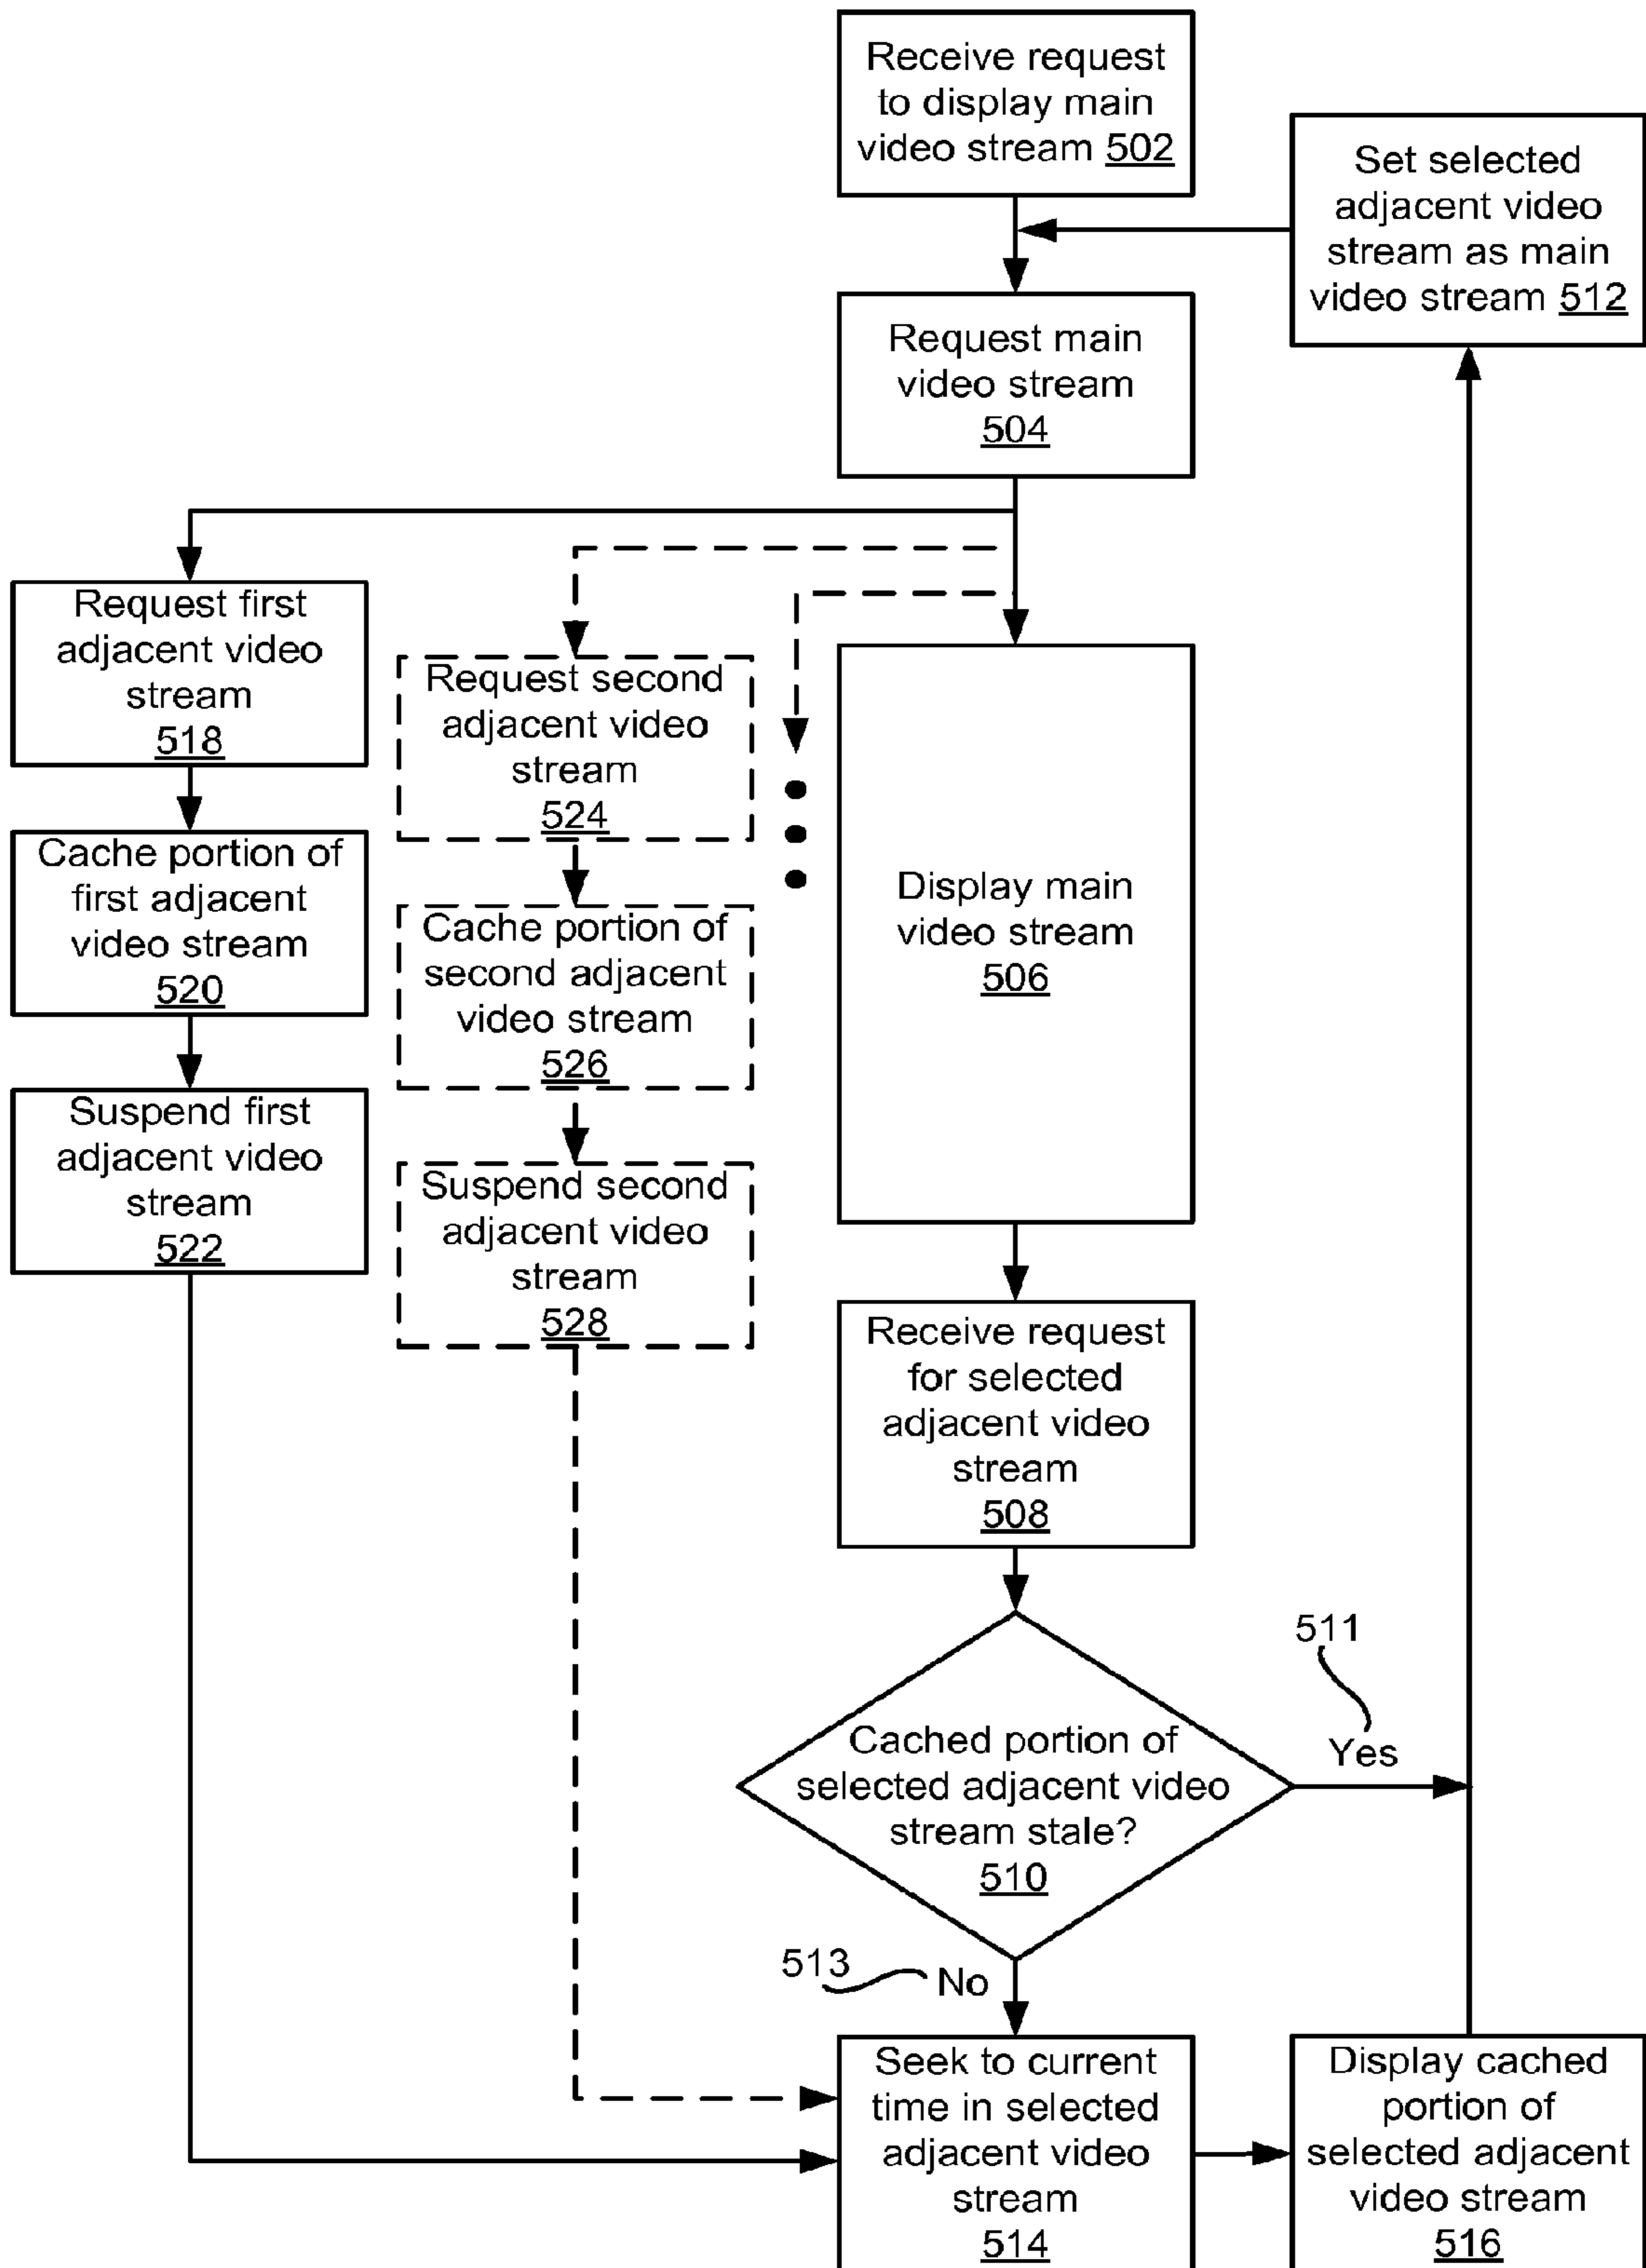 Receive request
to display main
video stream 502
Set selected
adjacent video
stream as main
video stream 512
Request main
video stream
504
Request first
adjacent video
stream
518
Request second
adjacent video
stream
524
Cache portion of
first adjacent
video stream
520
Cache portion of
second adjacent
video stream
526
Display main
video stream
506
Suspend first
adjacent video
stream
522
Suspend second
adjacent video
stream
528
Receive request
for selected
adjacent video
stream
508
511
Yes
Cached portion of
selected adjacent video
stream stale?
510
513
No
Seek to current
time in selected
adjacent video
stream
514
Display cached
portion of
selected adjacent
video stream
516